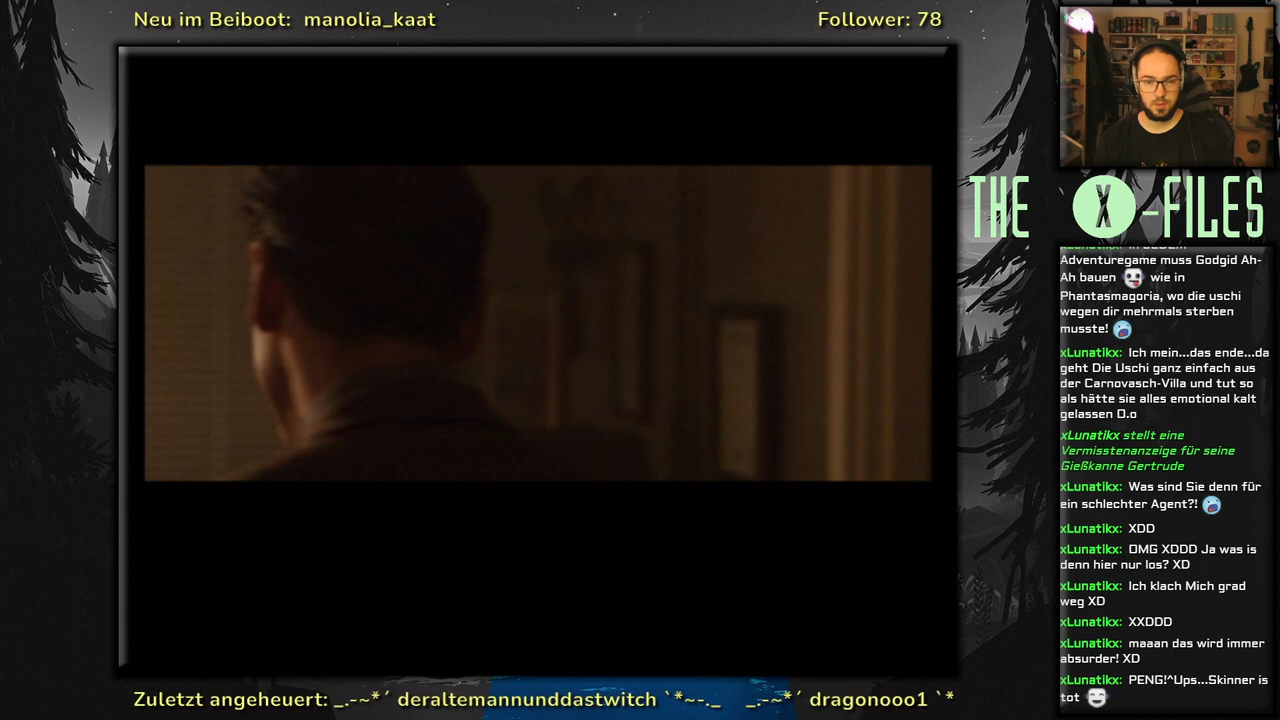 Neu im Beiboot: manolia_kaat
Follower: 78
THE X-FILES
Adventuregame muss Godgid Ah-
Ah bauen wie in
Phantasmagoria, wo die uschi
wegen dir mehrmals sterben
musste!
xLunatikx: Ich mein...das ende...da
geht Die Uschi ganz einfach aus
der Carnovasch-Villa und tut so
als hätte sie alles emotional kalt
gelassen O.o
xLunatikx stellt eine
Vermisstenanzeige für seine
Gießkanne Gertrude
xLunatikx: Was sind Sie denn für
ein schlechter Agent?!
xLunatikx: XDD
xLunatikx: OMG XDDD Ja was is
denn hier nur los? XD
xLunatikx: Ich klach Mich grad
weg XD
xLunatikx: XXDDD
xLunatikx: maaan das wird immer
absurder! XD
xLunatikx: PENG!^Ups...Skinner is
tot
Zuletzt angeheuert: _.-~*´ deraltemannunddastwitch `*~-._ _.-~*´ dragonooo1 `*